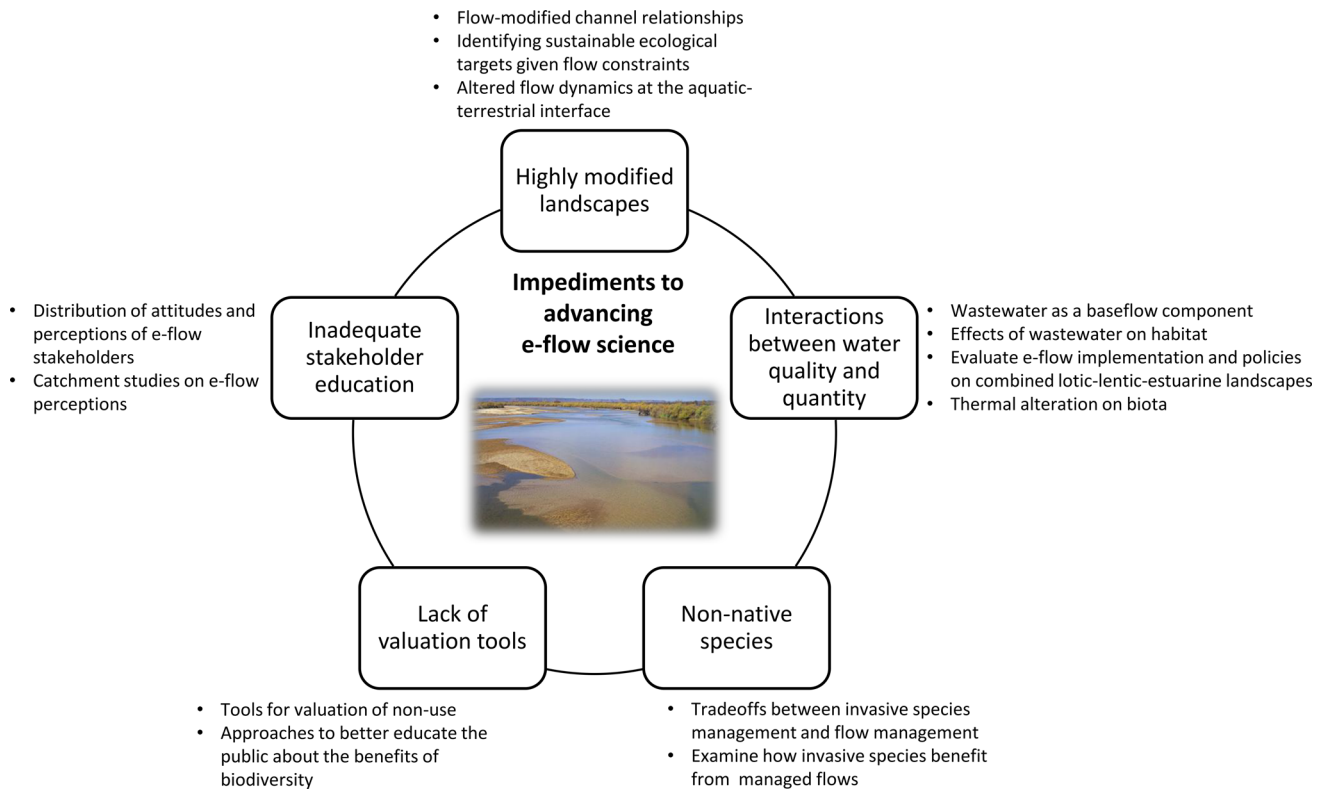 • Flow-modified channel relationships
• Identifying sustainable ecological
targets given flow constraints
• Altered flow dynamics at the aquatic-
terrestrial interface
Highly modified
landscapes
Impediments to
advancing
e-flow science
• Distribution of attitudes and
perceptions of e-flow
stakeholders
• Catchment studies on e-flow
perceptions
Inadequate
stakeholder
education
Interactions
between water
quality and
quantity
• Wastewater as a baseflow component
• Effects of wastewater on habitat
• Evaluate e-flow implementation and policies
on combined lotic-lentic-estuarine landscapes
• Thermal alteration on biota
Lack of
valuation tools
Non-native
species
• Tools for valuation of non-use
• Approaches to better educate the
public about the benefits of
biodiversity
• Tradeoffs between invasive species
management and flow management
• Examine how invasive species benefit
from managed flows